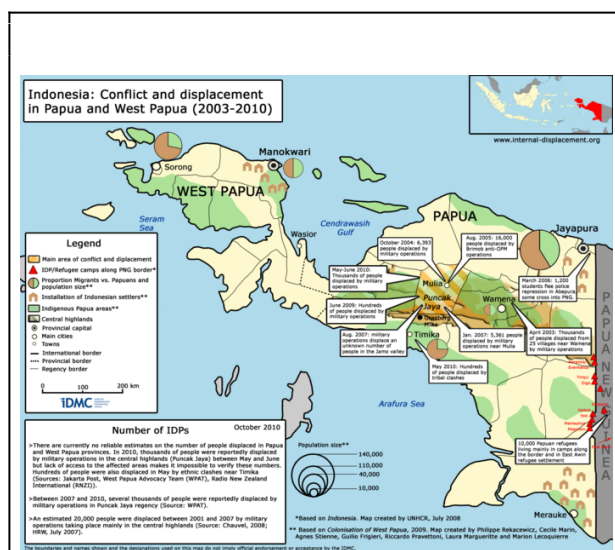 Indonesia: Conflict and displacement
in Papua and West Papua (2003-2010)
www.internal-displacement.org
Manokwari
Sorong
WEST PAPUA
Seram
Sea
Wasior
Cendrawasih
Gulf
PAPUA
Jayapura
October 2004: 6,393
people displaced by
military operations
Aug. 2005: 16,000
people displaced by
Brimob anti-OPM
operations
May-June 2010:
Thousands of people
displaced by
military operations
Mulia
March 2006: 1,200
students flee police
repression in Abepura,
some cross into PNG.
June 2009: Hundreds
of people displaced by
military operations
Puncak
Jaya
Wamena
Aug. 2007: military
operations displace an
unknown number of
people in the Jamo valley
Timika
Jan. 2007: 5,361 people
displaced by military
operations near Mulia
April 2003: Thousands
of people displaced from
25 villages near Wamena
by military operations
May 2010: Hundreds
of people displaced by
tribal clashes
Arafura Sea
PAPUA NEW GUINEA
10,000 Papuan refugees
living mainly in camps along
the border and in East Awin
refugee settlement
Merauke
Legend
Main area of conflict and displacement
IDP/Refugee camps along PNG border*
Proportion Migrants vs. Papuans and
population size**
Installation of Indonesian settlers**
Indigenous Papua areas**
Central highlands
Provincial capital
Main cities
Towns
International border
Provincial border
Regency border
0 100 200 km
IDMC
October 2010
Number of IDPs
>There are currently no reliable estimates on the number of people displaced in Papua
and West Papua provinces. In 2010, thousands of people were reportedly displaced
by military operations in the central highlands (Puncak Jaya) between May and June
but lack of access to the affected areas makes it impossible to verify these numbers.
Hundreds of people were also displaced in May by ethnic clashes near Timika
(Sources: Jakarta Post, West Papua Advocacy Team (WPAT), Radio New Zealand
International (RNZI)).
>Between 2007 and 2010, several thousands of people were reportedly displaced by
military operations in Puncak Jaya regency (Source: WPAT).
>An estimated 20,000 people were displaced between 2001 and 2007 by military
operations taking place mainly in the central highlands (Source: Chauvel, 2008;
HRW, July 2007).
Population size**
140,000
110,000
40,000
10,000
*Based on Indonesia. Map created by UNHCR, July 2008
** Based on Colonisation of West Papua, 2009. Map created by Philippe Rekacewicz, Cecile Marin,
Agnes Stienne, Guilio Frigieri, Riccardo Pravettoni, Laura Margueritte and Marion Lecoquierre
The boundaries and names shown and the designations used on this map do not imply official endorsement or acceptance by the IDMC.